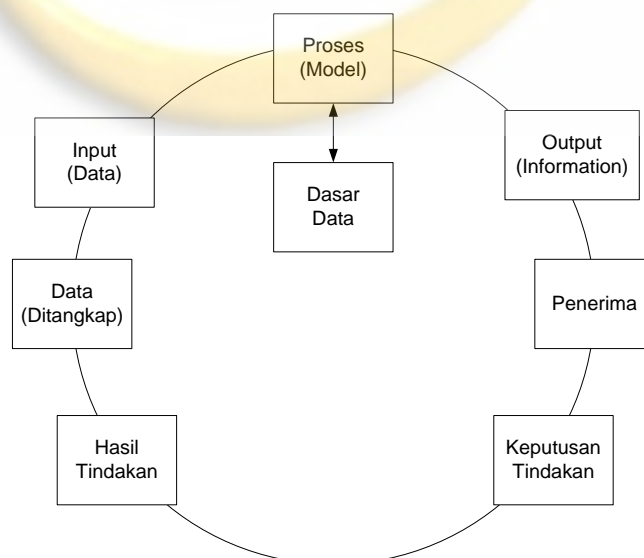 Proses
(Model)
Input
(Data)
Output
(Information)
Dasar
Data
Data
(Ditangkap)
Penerima
Hasil
Tindakan
Keputusan
Tindakan